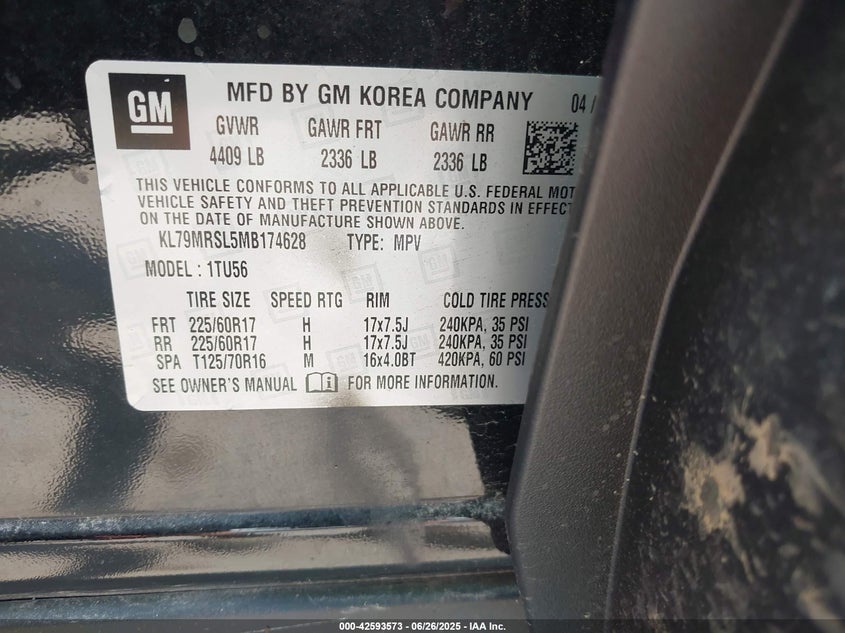 GM
MFD BY GM KOREA COMPANY 04 /
GVWR GAWR FRT GAWR RR
4409 LB 2336 LB 2336 LB
THIS VEHICLE CONFORMS TO ALL APPLICABLE U.S. FEDERAL MOT
VEHICLE SAFETY AND THEFT PREVENTION STANDARDS IN EFFECT
ON THE DATE OF MANUFACTURE SHOWN ABOVE.
KL79MRSL5MB174628 TYPE: MPV
MODEL : 1TU56
TIRE SIZE SPEED RTG RIM COLD TIRE PRESS
FRT 225/60R17 H 17x7.5J 240KPA, 35 PSI
RR 225/60R17 H 17x7.5J 240KPA, 35 PSI
SPA T125/70R16 M 16x4.0BT 420KPA, 60 PSI
SEE OWNER'S MANUAL FOR MORE INFORMATION.
000-42593573 | 06/26/2025 - IAA Inc.